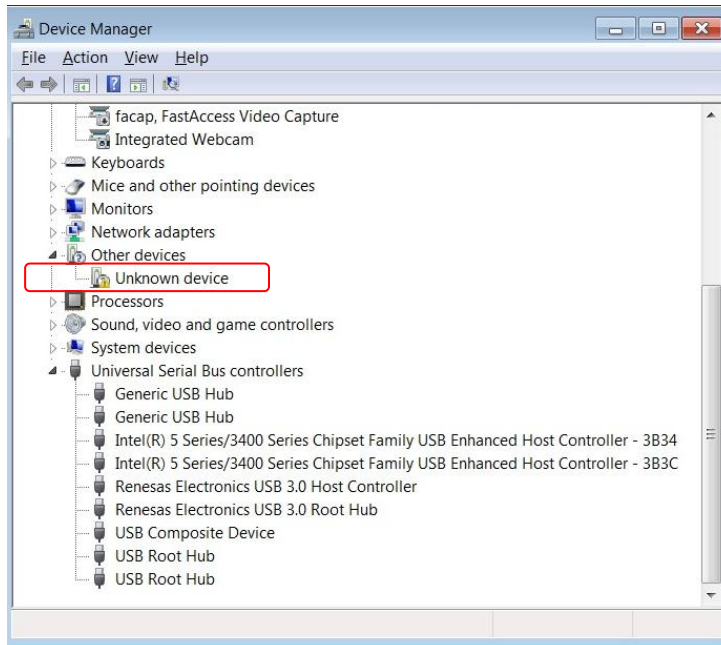 Device Manager
File Action View Help
facap, FastAccess Video Capture
Integrated Webcam
Keyboards
Mice and other pointing devices
Monitors
Network adapters
Other devices
Unknown device
Processors
Sound, video and game controllers
System devices
Universal Serial Bus controllers
Generic USB Hub
Generic USB Hub
Intel(R) 5 Series/3400 Series Chipset Family USB Enhanced Host Controller - 3B34
Intel(R) 5 Series/3400 Series Chipset Family USB Enhanced Host Controller - 3B3C
Renesas Electronics USB 3.0 Host Controller
Renesas Electronics USB 3.0 Root Hub
USB Composite Device
USB Root Hub
USB Root Hub